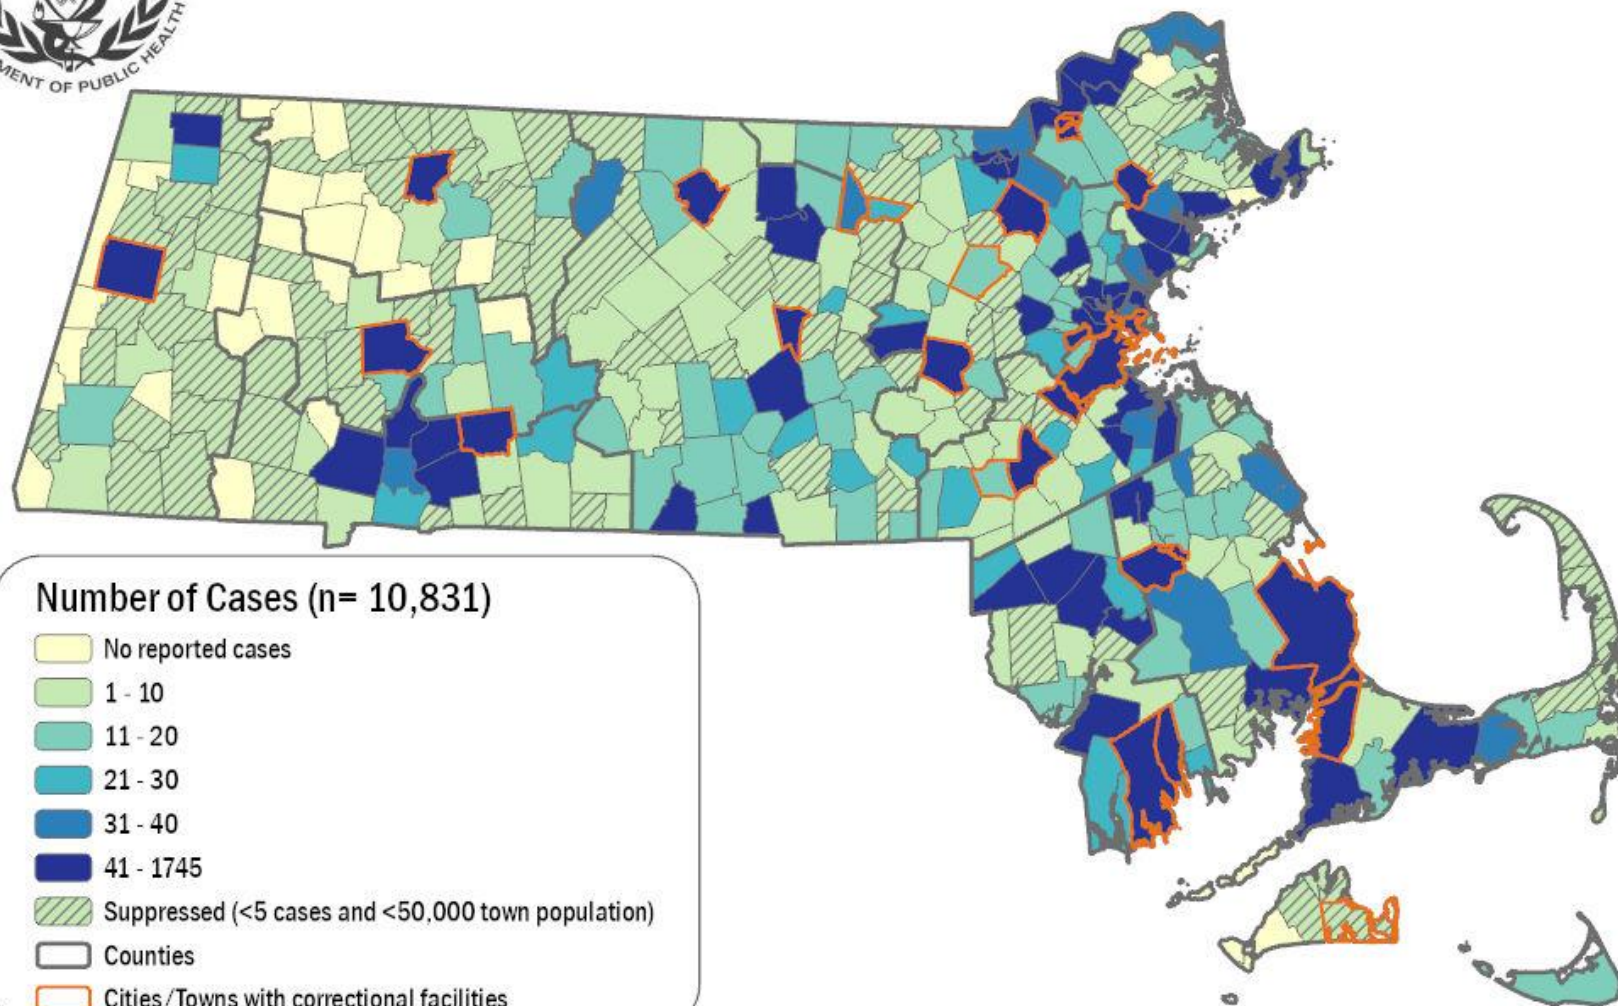 MENT OF PUBLIC HEALTH
Number of Cases (n= 10,831)
No reported cases
1 - 10
11 - 20
21 - 30
31 - 40
41 - 1745
Suppressed (<5 cases and <50,000 town population)
Counties
Cities/Towns with correctional facilities